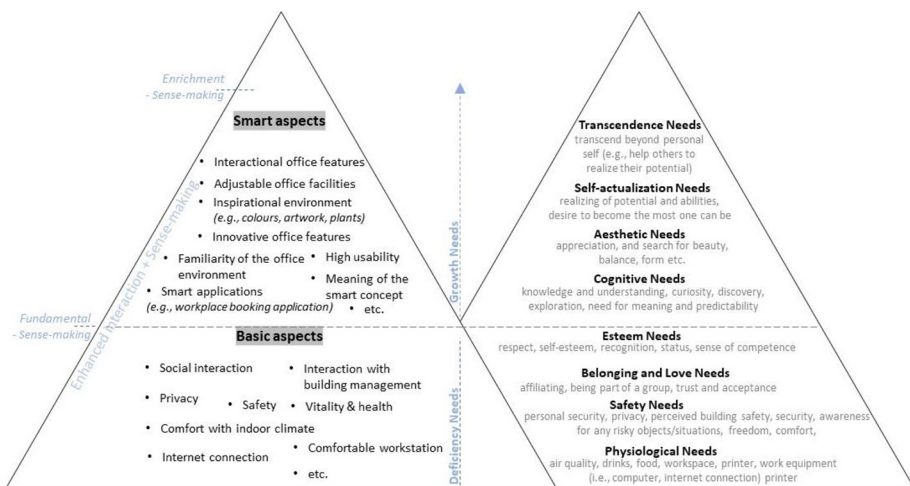 Enrichment
- Sense-making
Smart aspects
• Interactional office features
• Adjustable office facilities
• Inspirational environment
(e.g., colours, artwork, plants)
• Innovative office features
• Familiarity of the office
environment
• High usability
• Smart applications
(e.g., workplace booking application)
• Meaning of the
smart concept
• etc.
Enhanced Interaction + Sense-making
Fundamental
- Sense-making
Basic aspects
• Social interaction
• Interaction with
building management
• Privacy
• Safety
• Vitality & health
• Comfort with indoor climate
• Comfortable workstation
• Internet connection
• etc.
Growth Needs
Deficiency Needs
Transcendence Needs
transcend beyond personal
self (e.g., help others to
realize their potential)
Self-actualization Needs
realizing of potential and abilities,
desire to become the most one can be
Aesthetic Needs
appreciation, and search for beauty,
balance, form etc.
Cognitive Needs
knowledge and understanding, curiosity, discovery,
exploration, need for meaning and predictability
Esteem Needs
respect, self-esteem, recognition, status, sense of competence
Belonging and Love Needs
affiliating, being part of a group, trust and acceptance
Safety Needs
personal security, privacy, perceived building safety, security, awareness
for any risky objects/situations, freedom, comfort,
Physiological Needs
air quality, drinks, food, workspace, printer, work equipment
(i.e., computer, internet connection) printer